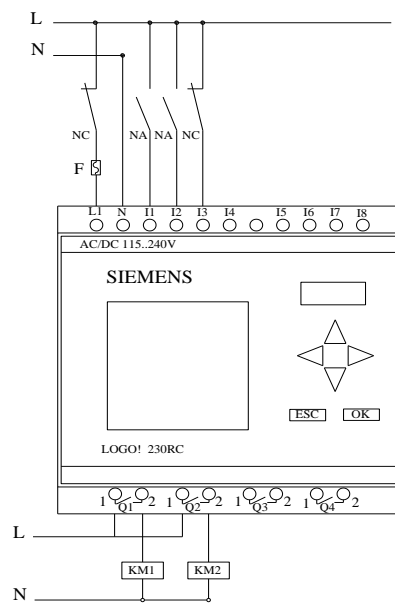 L
N
NC NA NA NC
F
L1 N I1 I2 I3 I4 I5 I6 I7 I8
AC/DC 115..240V
SIEMENS
ESC OK
LOGO! 230RC
1 Q1 2 1 Q2 2 1 Q3 2 1 Q4 2
L
KM1 KM2
N